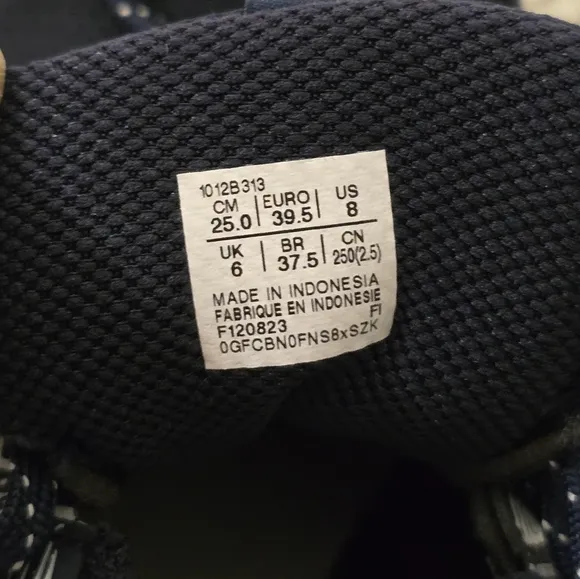 1012B313
CM EURO US
25.0 39.5 8
UK BR CN
6 37.5 250(2.5)
MADE IN INDONESIA
FABRIQUE EN INDONESIE
F120823 FI
0GFCBN0FNS8xSZK